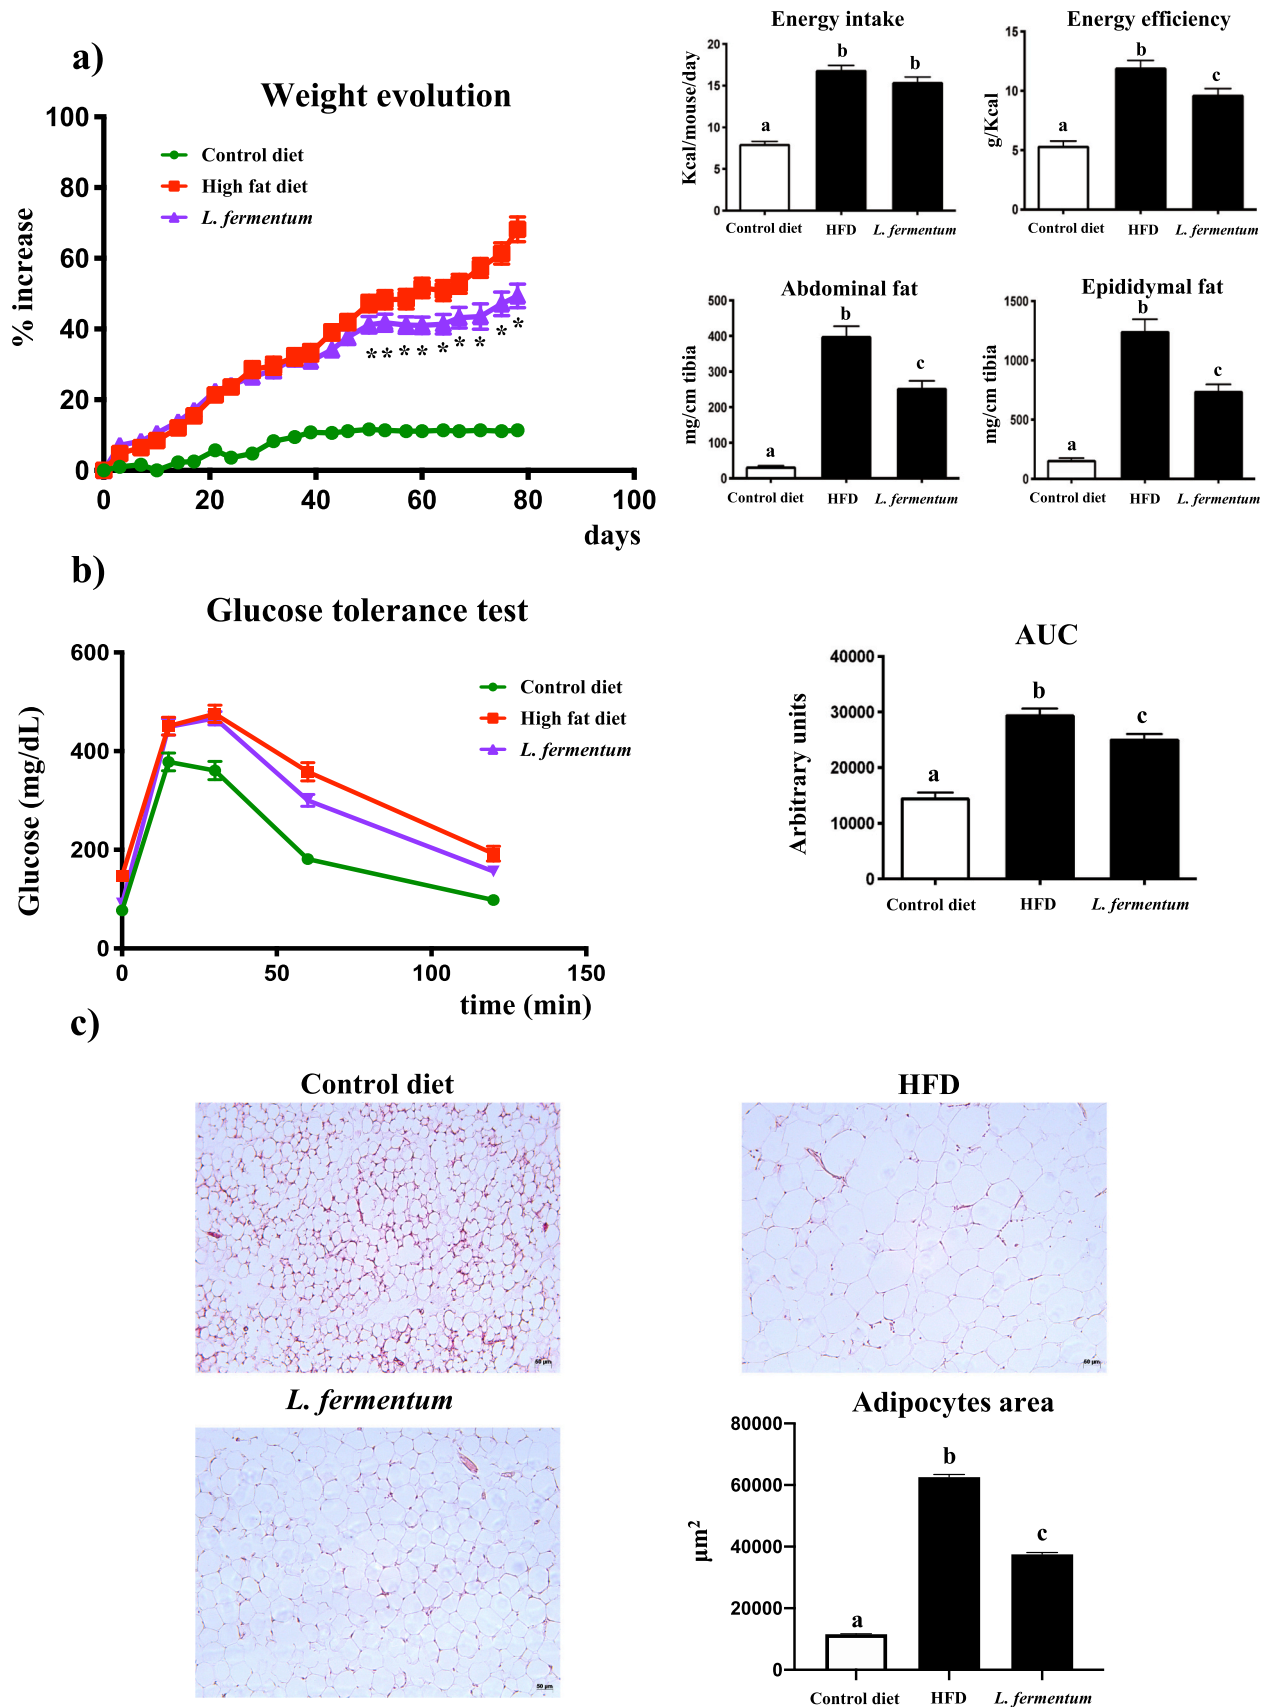 a)
Weight evolution
% increase
100
80
60
40
20
0
Control diet
High fat diet
L. fermentum
* * * * * * * * *
0 20 40 60 80 100
days
Energy intake
Kcal/mouse/day
20
15
10
5
0
a
b
b
Control diet HFD L. fermentum
Energy efficiency
g/Kcal
15
10
5
0
a
b
c
Control diet HFD L. fermentum
Abdominal fat
mg/cm tibia
500
400
300
200
100
0
a
b
c
Control diet HFD L. fermentum
Epididymal fat
mg/cm tibia
1500
1000
500
0
a
b
c
Control diet HFD L. fermentum
b)
Glucose tolerance test
Glucose (mg/dL)
600
400
200
0
Control diet
High fat diet
L. fermentum
0 50 100 150
time (min)
AUC
Arbitrary units
40000
30000
20000
10000
0
a
b
c
Control diet HFD L. fermentum
c)
Control diet
50 µm
HFD
50 µm
L. fermentum
50 µm
Adipocytes area
µm²
80000
60000
40000
20000
0
a
b
c
Control diet HFD L. fermentum